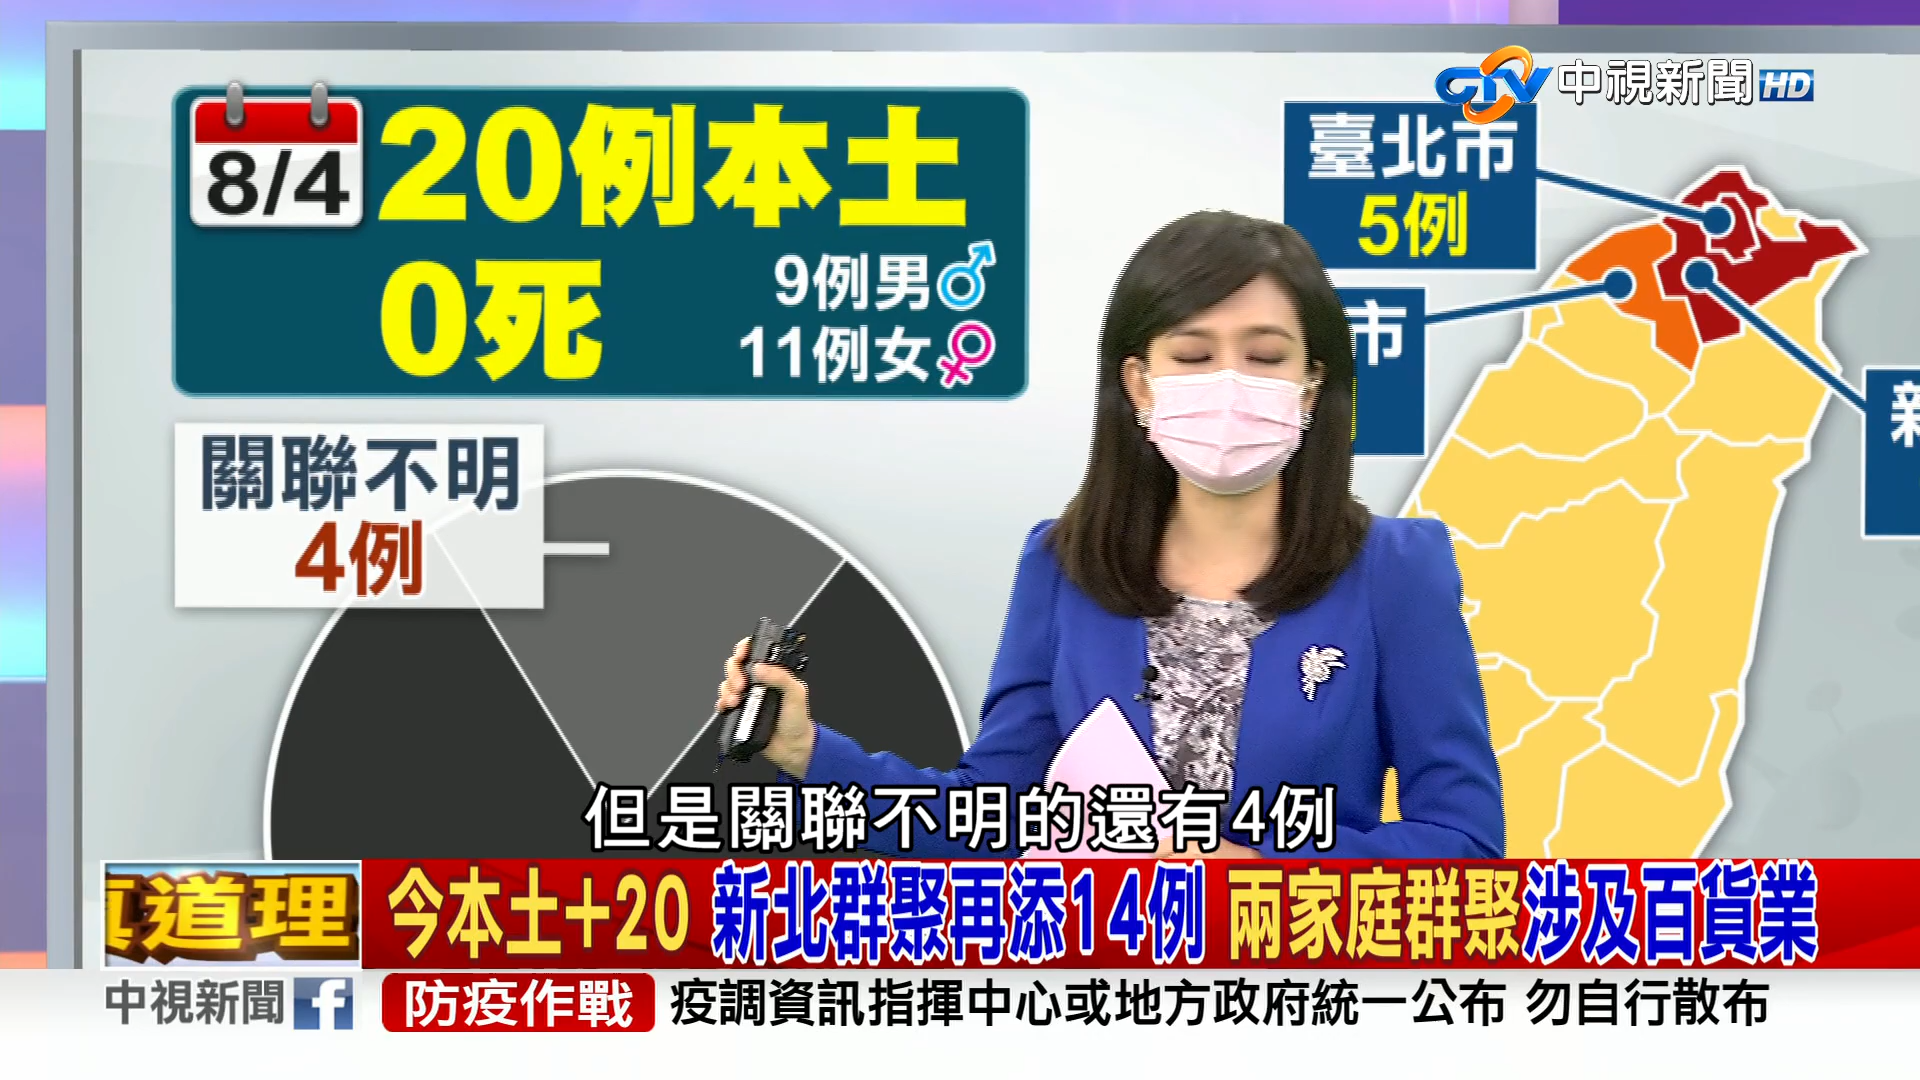 CTV 中視新聞 HD
8/4
20例本土
0死
9例男
11例女
臺北市
5例
市
新
關聯不明
4例
但是關聯不明的還有4例
真道理
今本土+20 新北群聚再添14例 兩家庭群聚涉及百貨業
中視新聞
防疫作戰
疫調資訊指揮中心或地方政府統一公布 勿自行散布